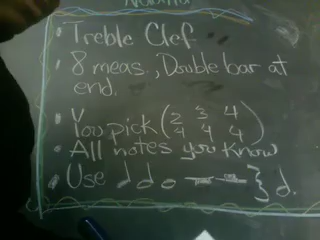 Treble Clef
8 meas., Double bar at
end.
You pick (2/4 3/4 4/4)
All notes you know
Use